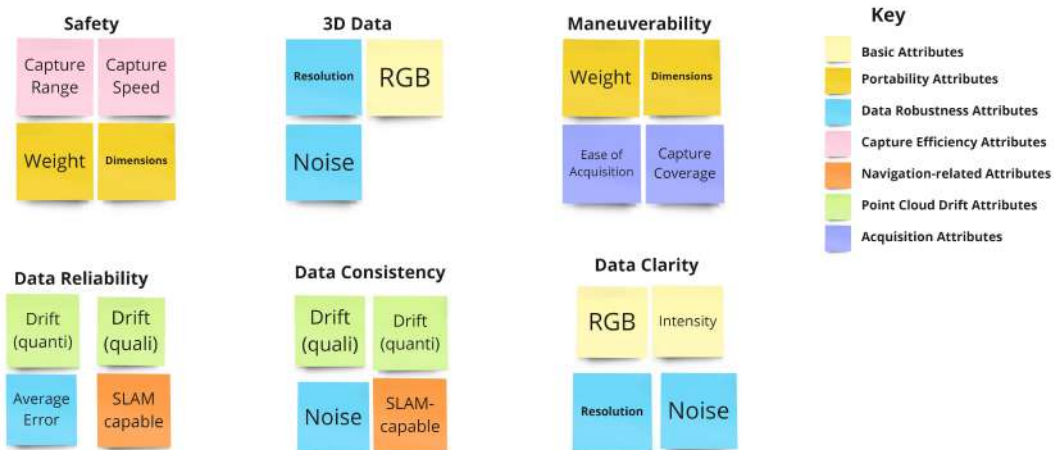 Safety
Capture
Range
Capture
Speed
Weight
Dimensions
3D Data
Resolution
RGB
Noise
Maneuverability
Weight
Dimensions
Ease of
Acquisition
Capture
Coverage
Key
Basic Attributes
Portability Attributes
Data Robustness Attributes
Capture Efficiency Attributes
Navigation-related Attributes
Point Cloud Drift Attributes
Acquisition Attributes
Data Reliability
Drift
(quanti)
Drift
(quali)
Average
Error
SLAM
capable
Data Consistency
Drift
(quali)
Drift
(quanti)
Noise
SLAM-
capable
Data Clarity
RGB
Intensity
Resolution
Noise